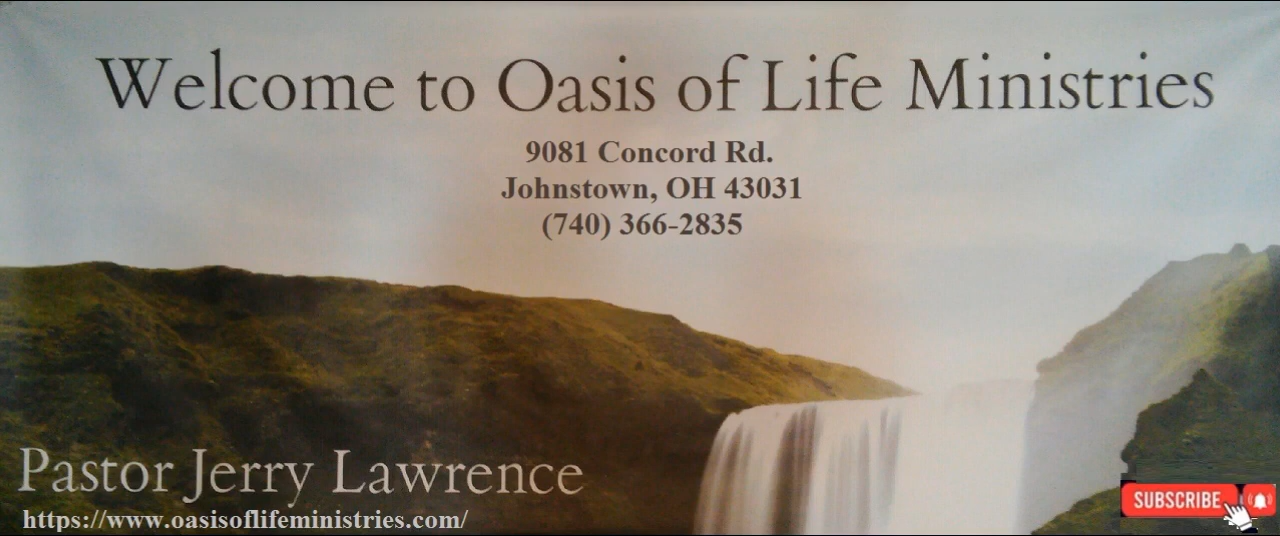 Welcome to Oasis of Life Ministries
9081 Concord Rd.
Johnstown, OH 43031
(740) 366-2835
Pastor Jerry Lawrence
https://www.oasisoflifeministries.com/
SUBSCRIBE